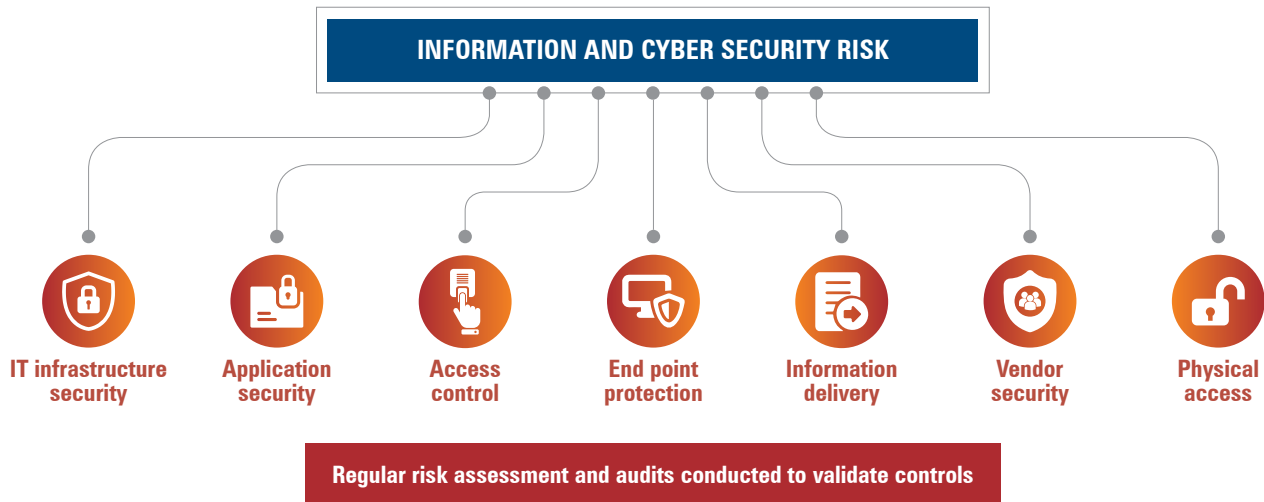 INFORMATION AND CYBER SECURITY RISK
IT infrastructure
security
Application
security
Access
control
End point
protection
Information
delivery
Vendor
security
Physical
access
Regular risk assessment and audits conducted to validate controls